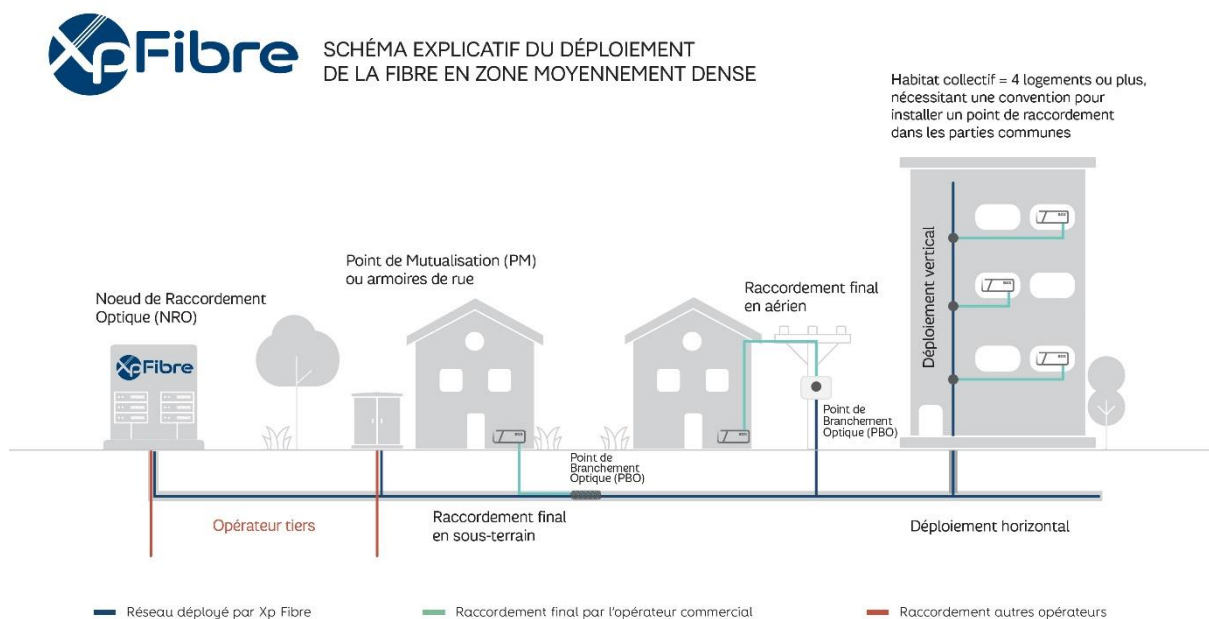 XpFibre
SCHÉMA EXPLICATIF DU DÉPLOIEMENT
DE LA FIBRE EN ZONE MOYENNEMENT DENSE
Habitat collectif = 4 logements ou plus,
nécessitant une convention pour
installer un point de raccordement
dans les parties communes
Point de Mutualisation (PM)
ou armoires de rue
Noeud de Raccordement
Optique (NRO)
Raccordement final
en aérien
Déploiement vertical
XpFibre
Point de
Branchement
Optique (PBO)
Point de
Branchement
Optique (PBO)
Opérateur tiers
Raccordement final
en sous-terrain
Déploiement horizontal
Réseau déployé par Xp Fibre
Raccordement final par l'opérateur commercial
Raccordement autres opérateurs